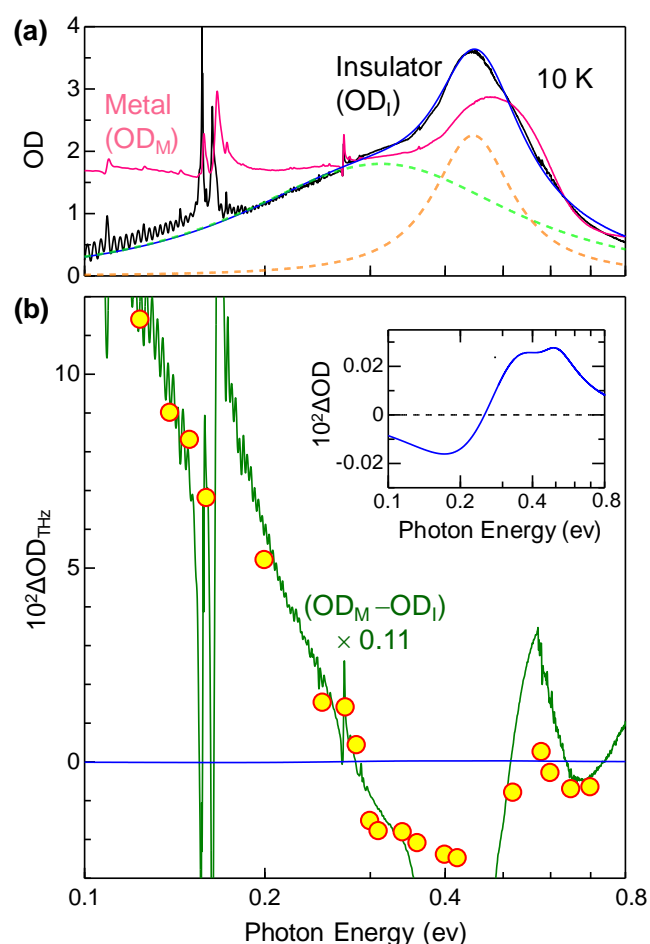 (a)
4
3
2
1
0
OD
Metal
(OD_M)
Insulator
(OD_I)
10 K
(b)
10
5
0
10²ΔOD_THz
(OD_M –OD_I)
× 0.11
0.02
0
-0.02
10²ΔOD
0.1
0.2
0.4
0.8
Photon Energy (ev)
0.1
0.2
0.4
0.8
Photon Energy (ev)